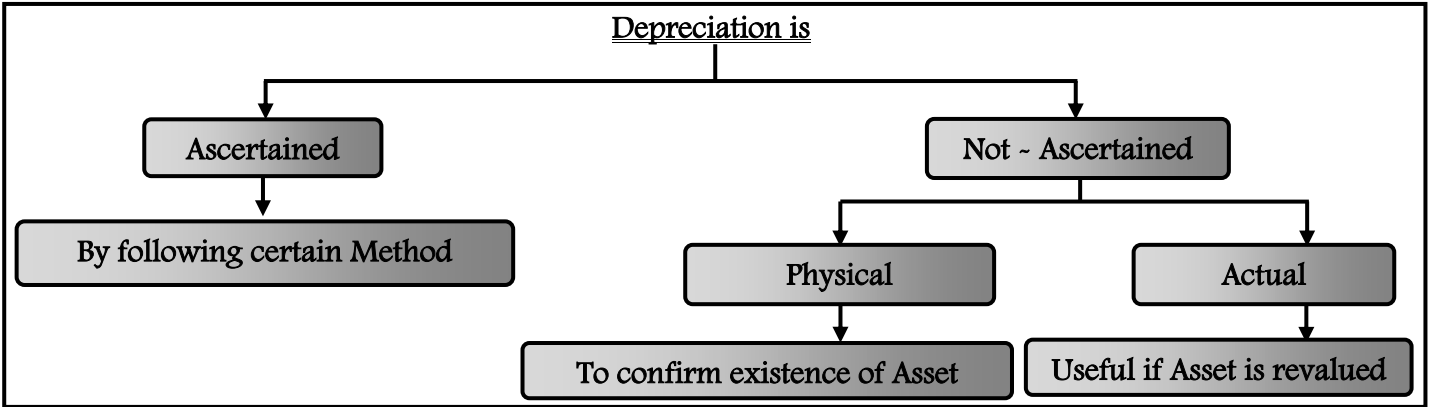 Depreciation is
Ascertained
Not ~ Ascertained
By following certain Method
Physical
Actual
To confirm existence of Asset
Useful if Asset is revalued